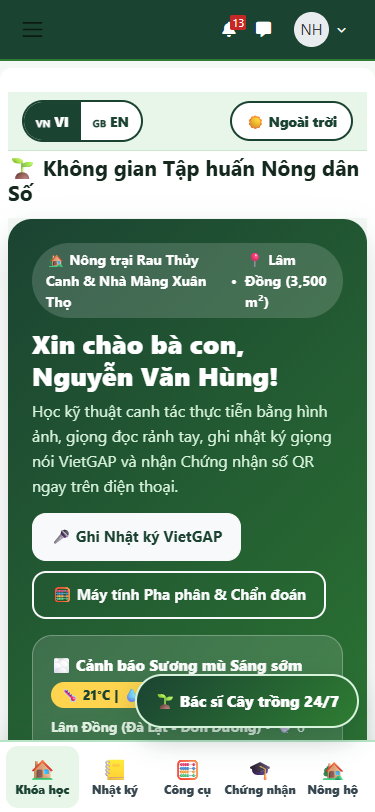 13
NH
VN VI
GB EN
Ngoài trời
Không gian Tập huấn Nông dân
Số
Nông trại Rau Thủy
Canh & Nhà Màng Xuân
Thọ
•
Lâm
Đồng (3,500
m²)
Xin chào bà con,
Nguyễn Văn Hùng!
Học kỹ thuật canh tác thực tiễn bằng hình
ảnh, giọng đọc rảnh tay, ghi nhật ký giọng
nói VietGAP và nhận Chứng nhận số QR
ngay trên điện thoại.
Ghi Nhật ký VietGAP
Máy tính Pha phân & Chẩn đoán
Cảnh báo Sương mù Sáng sớm
21°C |
Bác sĩ Cây trồng 24/7
Lâm Đồng (Đà Lạt - Đơn Dương)
Khóa học
Nhật ký
Công cụ
Chứng nhận
Nông hộ